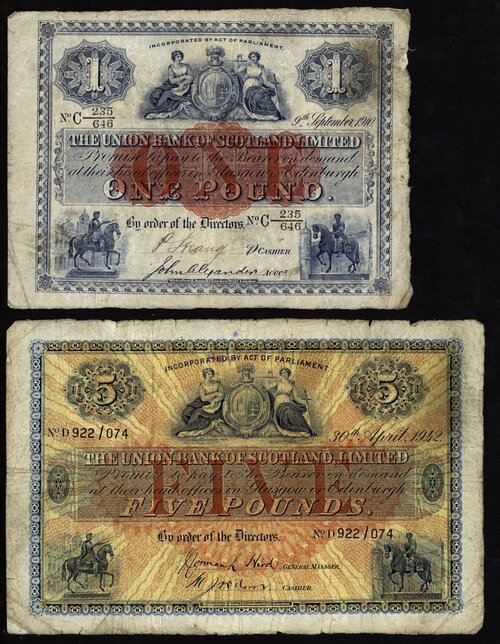 INCORPORATED BY ACT OF PARLIAMENT.
1 1
No C 235/646
9th September, 1910
THE UNION BANK OF SCOTLAND LIMITED
ONE
Promise to pay to the Bearer on demand
at their head offices in Glasgow or Edinburgh
ONE POUND.
By order of the Directors. No C 235/646
CASHIER
John Alexander ACCOT.
INCORPORATED BY ACT OF PARLIAMENT
5 5
No D 922/074
30th April, 1942
THE UNION BANK OF SCOTLAND LIMITED
FIVE
Promise to pay to the Bearer on demand
at their head offices in Glasgow or Edinburgh
FIVE POUNDS.
By order of the Directors. No D 922/074
Norman L Hird GENERAL MANAGER.
CASHIER.